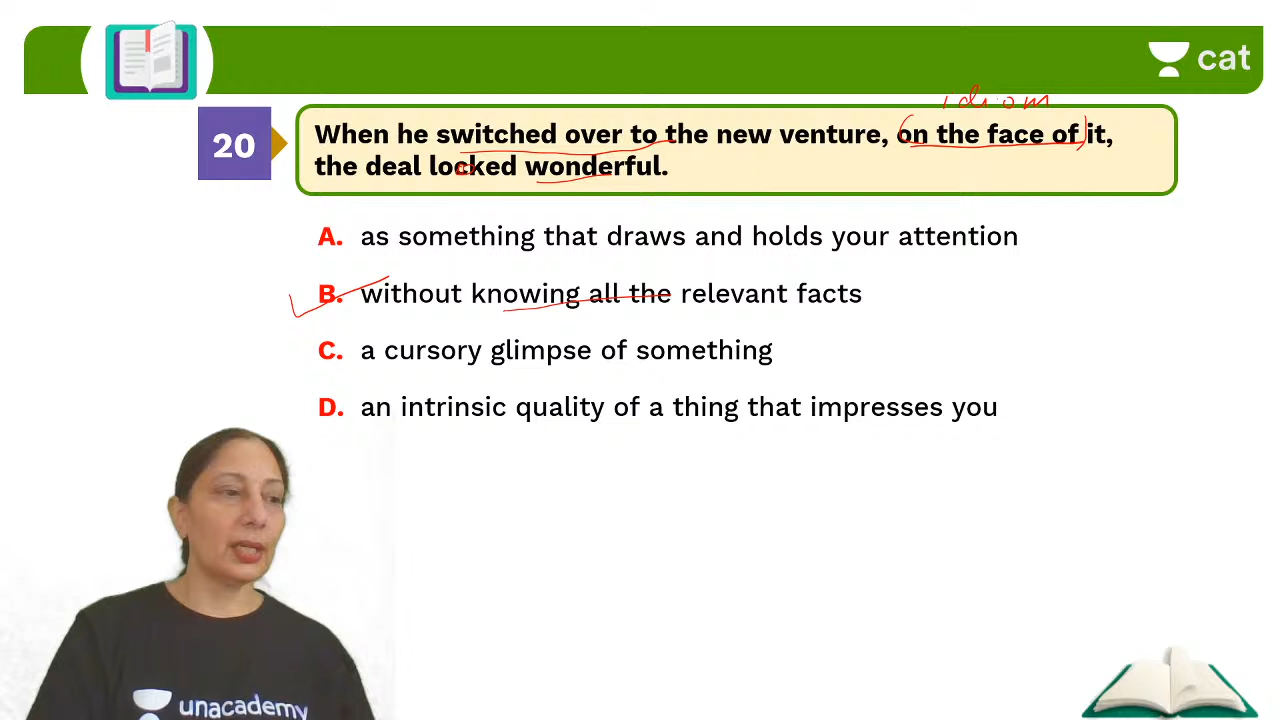 cat
idiom
20
When he switched over to the new venture, on the face of it,
the deal looked wonderful.
A. as something that draws and holds your attention
B. without knowing all the relevant facts
C. a cursory glimpse of something
D. an intrinsic quality of a thing that impresses you
unacademy